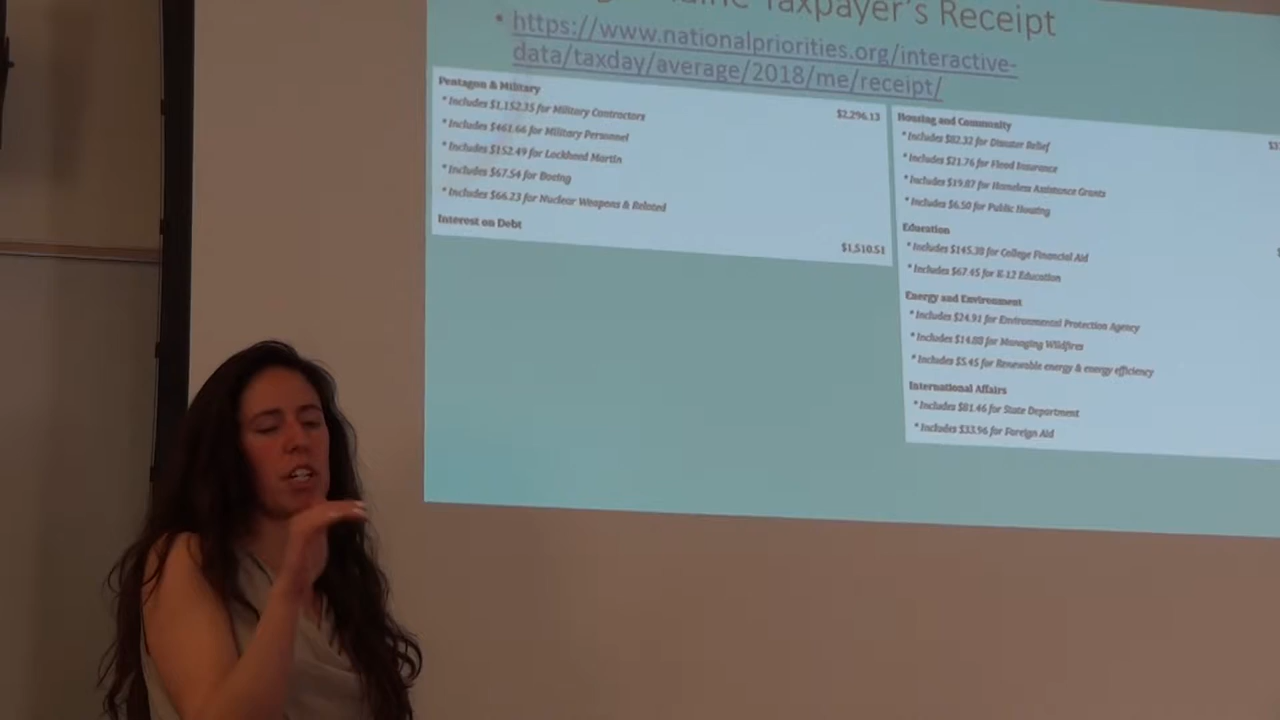 Taxpayer's Receipt
• https://www.nationalpriorities.org/interactive-
data/taxday/average/2018/me/receipt/
Pentagon & Military
$2,296.13
* Includes $1,152.35 for Military Contractors
* Includes $461.66 for Military Personnel
* Includes $152.49 for Lockheed Martin
* Includes $67.54 for Boeing
* Includes $66.23 for Nuclear Weapons & Related
Interest on Debt
$1,510.51
Housing and Community
* Includes $82.32 for Disaster Relief
* Includes $21.76 for Flood Insurance
* Includes $19.87 for Homeless Assistance Grants
* Includes $6.50 for Public Housing
Education
* Includes $145.38 for College Financial Aid
* Includes $67.45 for K-12 Education
Energy and Environment
* Includes $24.91 for Environmental Protection Agency
* Includes $14.88 for Managing Wildfires
* Includes $5.45 for Renewable energy & energy efficiency
International Affairs
* Includes $81.46 for State Department
* Includes $33.96 for Foreign Aid